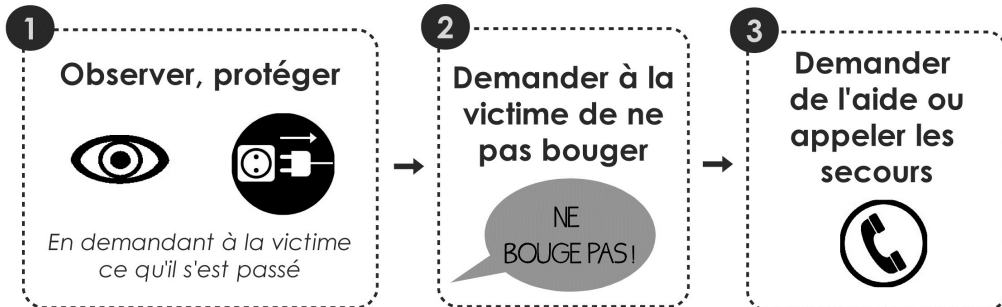 1
Observer, protéger
En demandant à la victime
ce qu'il s'est passé
2
Demander à la
victime de ne
pas bouger
NE
BOUGE PAS!
3
Demander
de l'aide ou
appeler les
secours